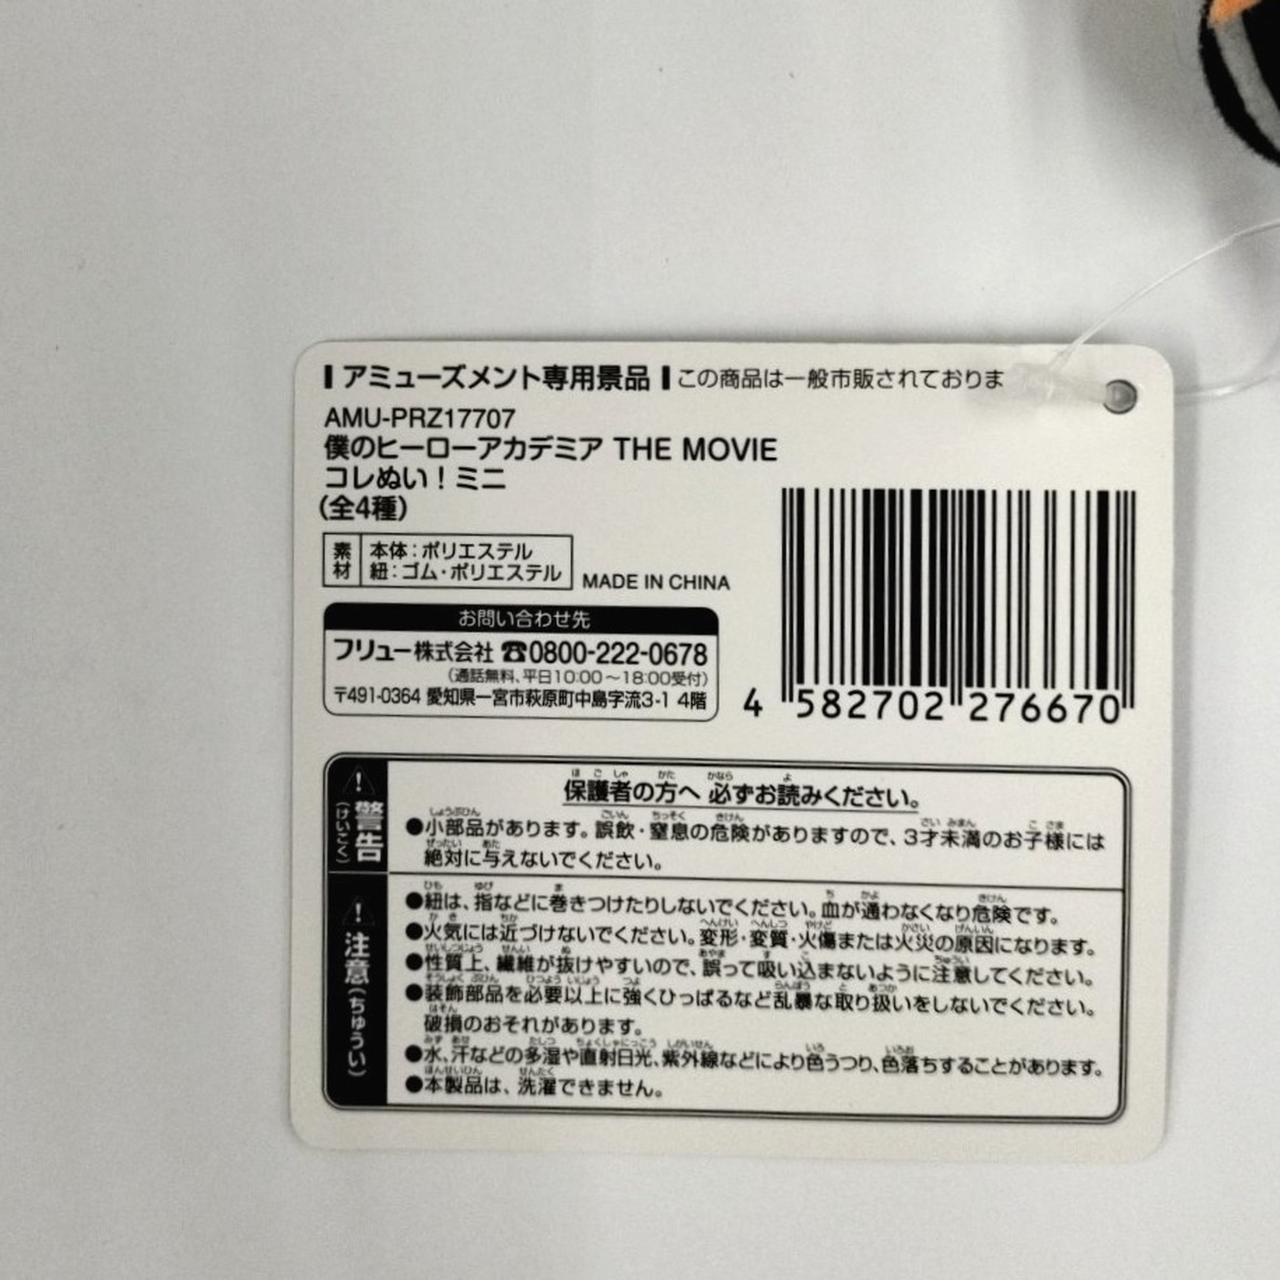 アミューズメント専用景品 この商品は一般市販されておりま
AMU-PRZ17707
僕のヒーローアカデミア THE MOVIE
コレぬい！ミニ
(全4種)
素材 本体：ポリエステル
紐：ゴム・ポリエステル
MADE IN CHINA
お問い合わせ先
フリュー株式会社 ☎0800-222-0678
(通話無料、平日10:00～18:00受付)
〒491-0364 愛知県一宮市萩原町中島字流3-1 4階
4 582702 276670
警告(けいこく)
保護者の方へ 必ずお読みください。
●小部品があります。誤飲・窒息の危険がありますので、3才未満のお子様には
絶対に与えないでください。
注意(ちゅうい)
●紐は、指などに巻きつけたりしないでください。血が通わなくなり危険です。
●火気には近づけないでください。変形・変質・火傷または火災の原因になります。
●性質上、繊維が抜けやすいので、誤って吸い込まないように注意してください。
●装飾部品を必要以上に強くひっぱるなど乱暴な取り扱いをしないでください。
破損のおそれがあります。
●水、汗などの多湿や直射日光、紫外線などにより色うつり、色落ちすることがあります。
●本製品は、洗濯できません。